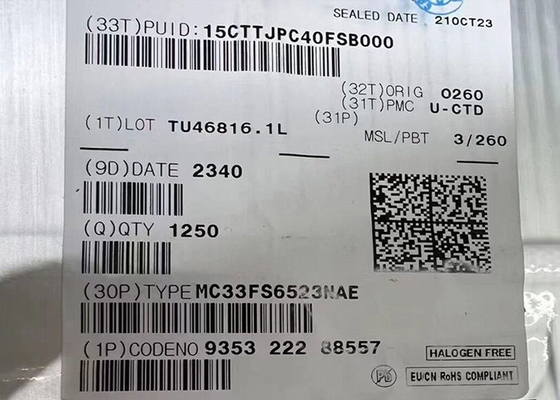 SEALED DATE 21OCT23
(33T)PUID: 15CTTJPC40FSB000
(32T)ORIG 0260
(31T)PMC U-CTD
(31P)
(1T)LOT TU46816.1L
MSL/PBT 3/260
(9D)DATE 2340
(Q)QTY 1250
(30P)TYPE MC33FS6523NAE
(1P)CODENO 9353 222 88557
HALOGEN FREE
Pb
EU/CN RoHS COMPLIANT